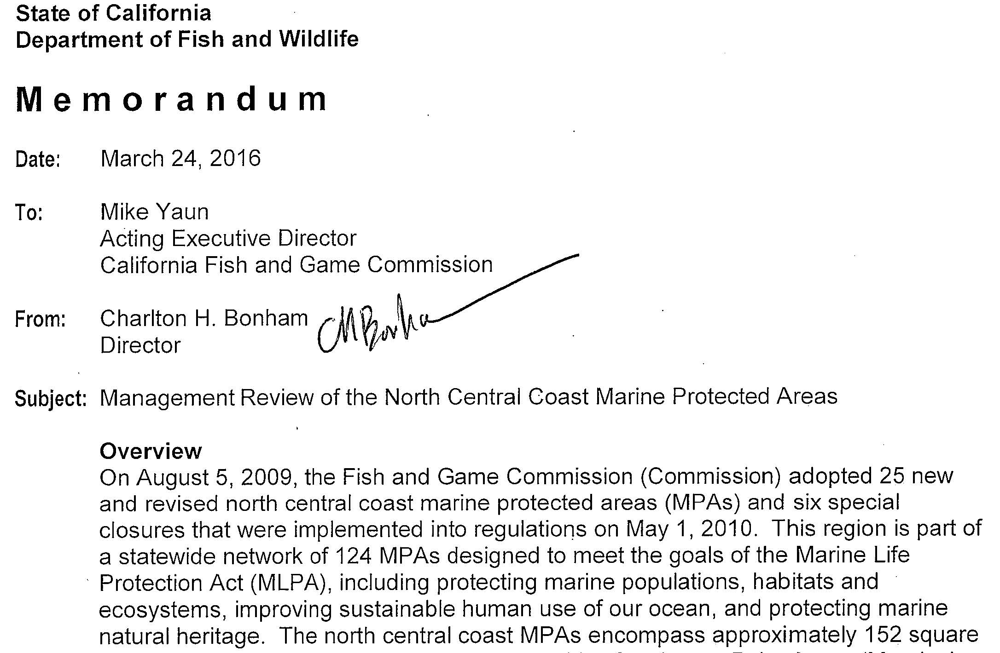 State of California
Department of Fish and Wildlife
Memorandum
Date: March 24, 2016
To: Mike Yaun
Acting Executive Director
California Fish and Game Commission
From: Charlton H. Bonham
Director
Subject: Management Review of the North Central Coast Marine Protected Areas
Overview
On August 5, 2009, the Fish and Game Commission (Commission) adopted 25 new
and revised north central coast marine protected areas (MPAs) and six special
closures that were implemented into regulations on May 1, 2010. This region is part of
a statewide network of 124 MPAs designed to meet the goals of the Marine Life
Protection Act (MLPA), including protecting marine populations, habitats and
ecosystems, improving sustainable human use of our ocean, and protecting marine
natural heritage. The north central coast MPAs encompass approximately 152 square